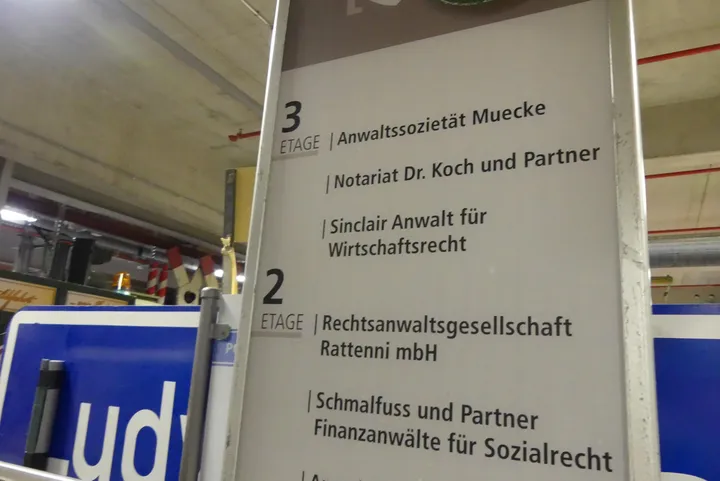 3
ETAGE
| Anwaltssozietät Muecke
| Notariat Dr. Koch und Partner
| Sinclair Anwalt für
Wirtschaftsrecht
2
ETAGE
| Rechtsanwaltsgesellschaft
Rattenni mbH
| Schmalfuss und Partner
Finanzanwälte für Sozialrecht